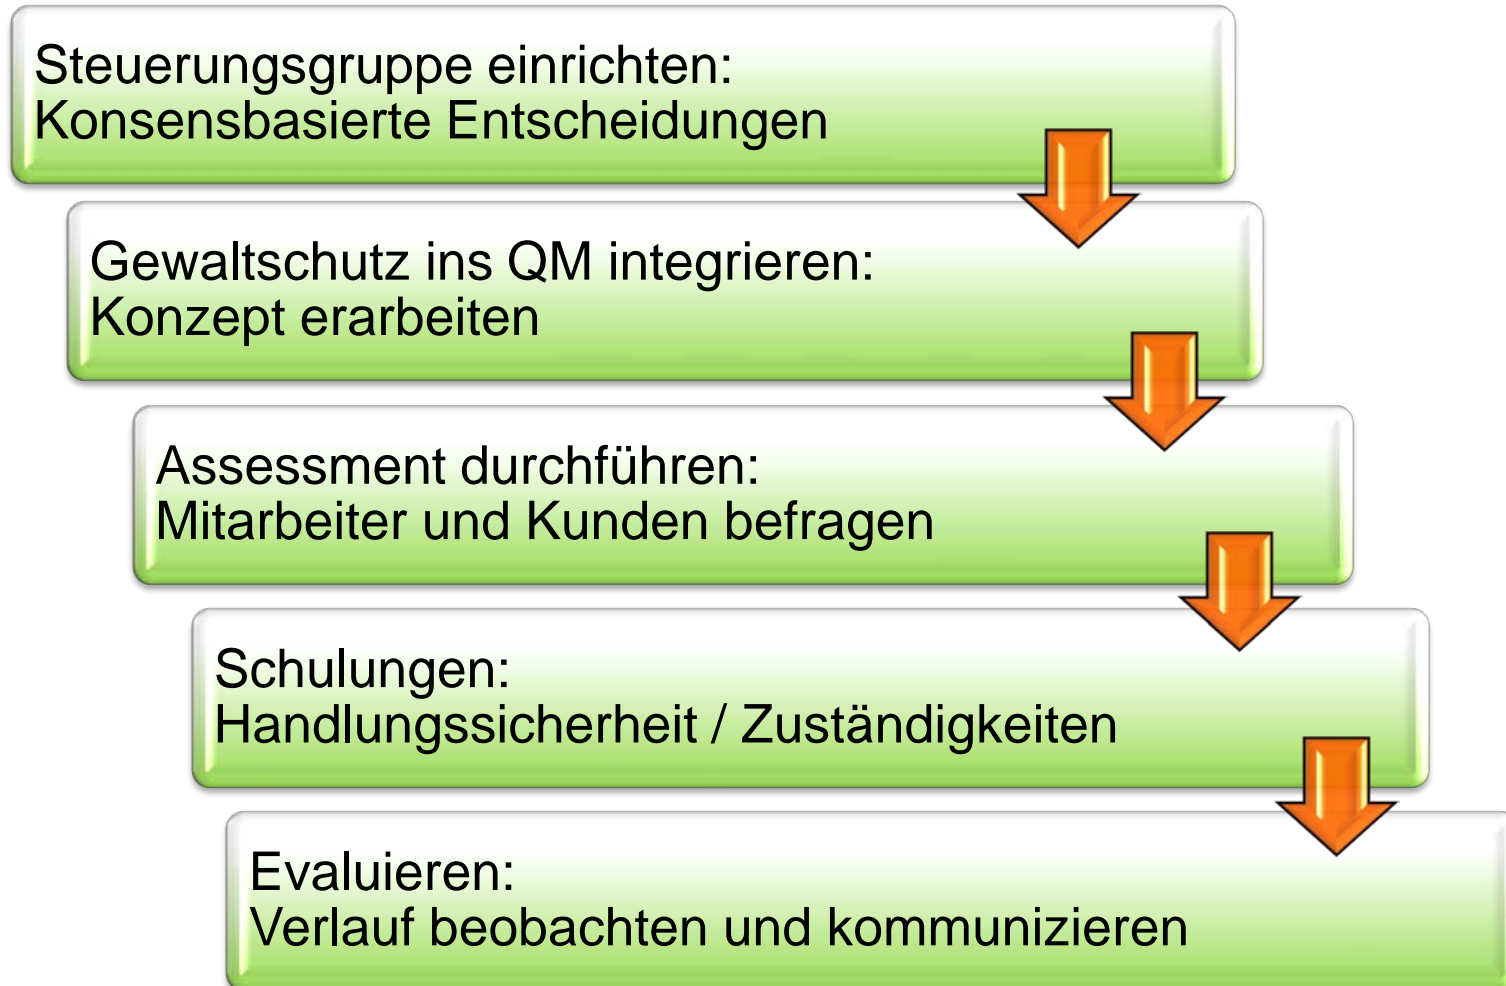 Steuerungsgruppe einrichten:
Konsensbasierte Entscheidungen
Gewaltschutz ins QM integrieren:
Konzept erarbeiten
Assessment durchführen:
Mitarbeiter und Kunden befragen
Schulungen:
Handlungssicherheit / Zuständigkeiten
Evaluieren:
Verlauf beobachten und kommunizieren